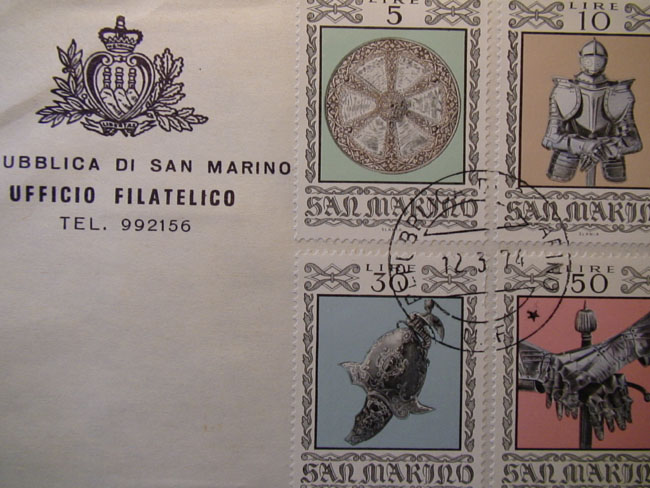 UBBLICA DI SAN MARINO
UFFICIO FILATELICO
TEL. 992156
LIRE
5
SAN MARINO
LIRE
10
SAN MARINO
12.3.74
LIRE
30
SAN MARINO
LIRE
50
SAN MARINO